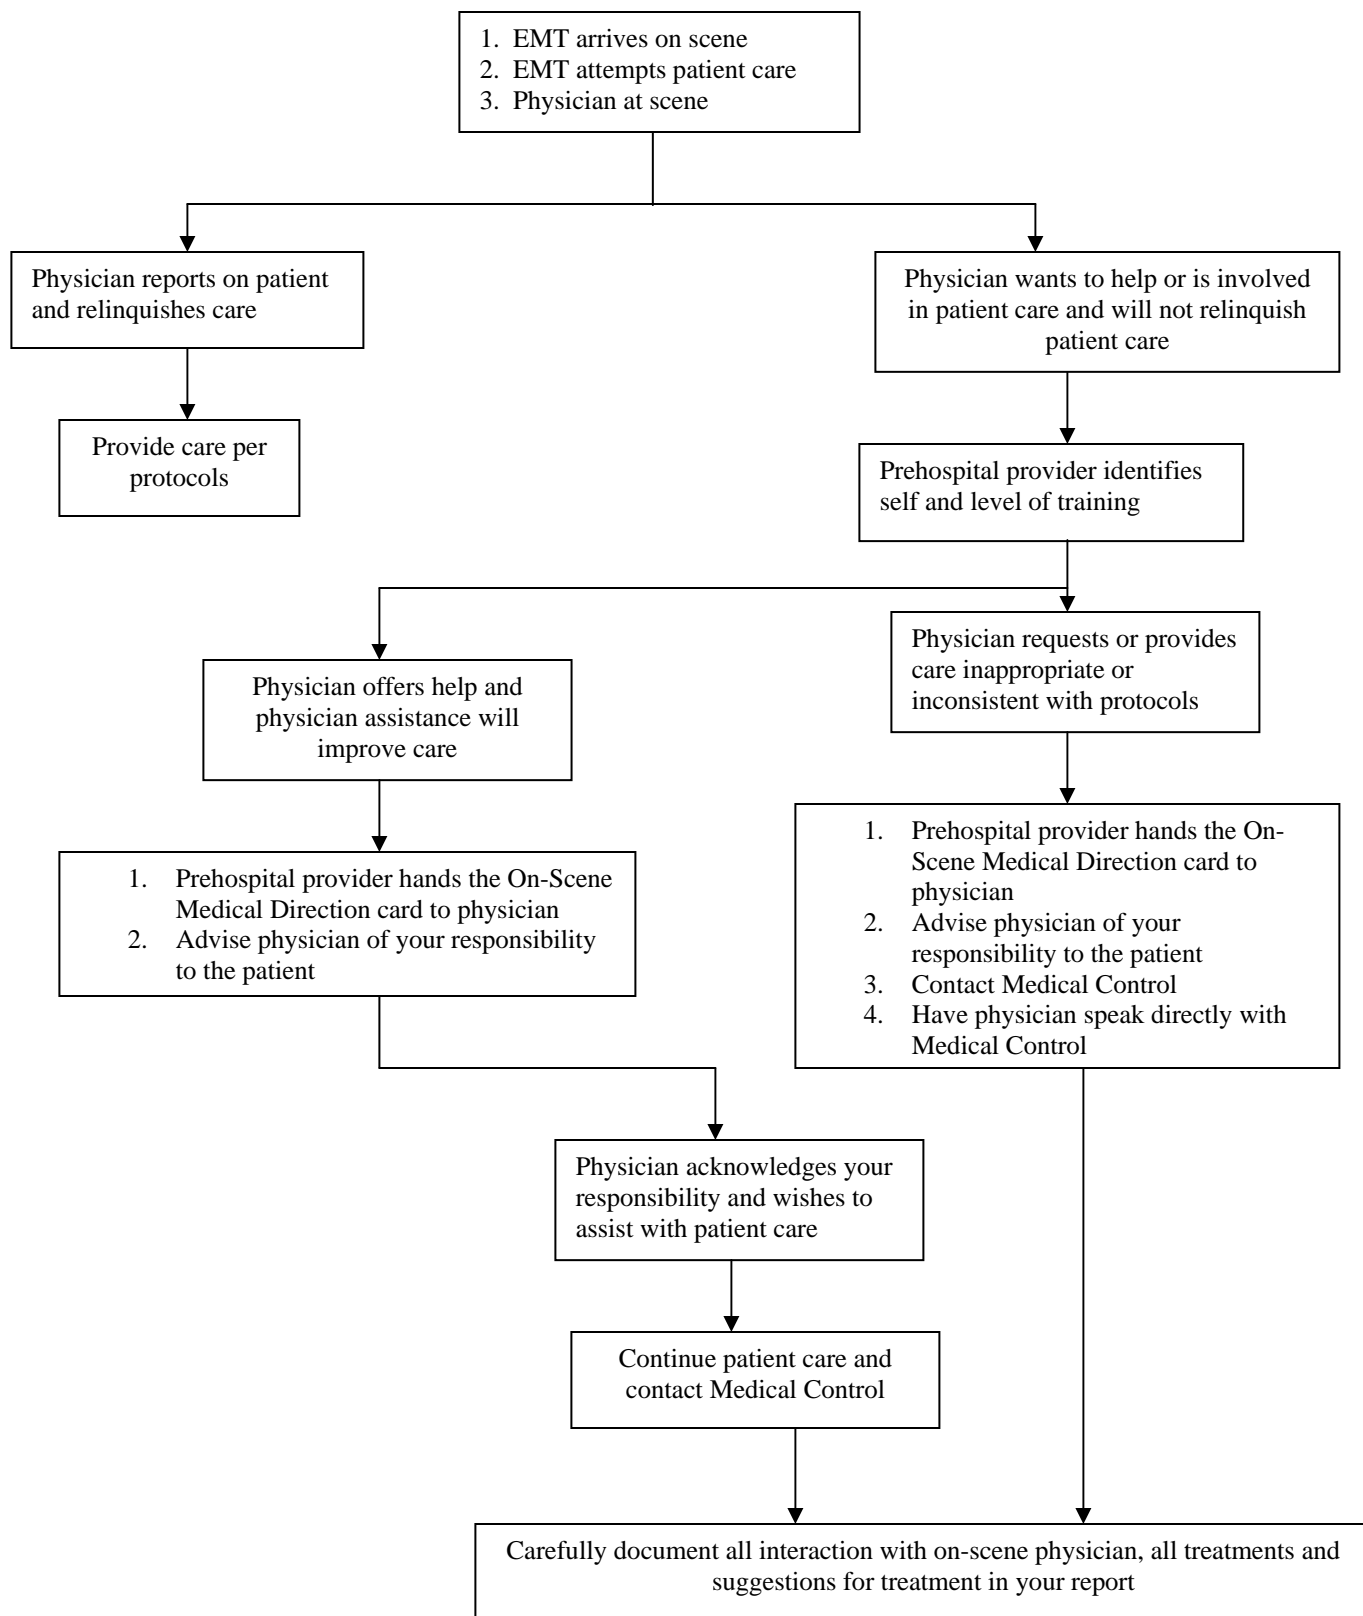 1. EMT arrives on scene
2. EMT attempts patient care
3. Physician at scene
Physician reports on patient
and relinquishes care
Physician wants to help or is involved
in patient care and will not relinquish
patient care
Provide care per
protocols
Prehospital provider identifies
self and level of training
Physician offers help and
physician assistance will
improve care
Physician requests or provides
care inappropriate or
inconsistent with protocols
1. Prehospital provider hands the On-Scene
Medical Direction card to physician
2. Advise physician of your responsibility
to the patient
1. Prehospital provider hands the On-
Scene Medical Direction card to
physician
2. Advise physician of your
responsibility to the patient
3. Contact Medical Control
4. Have physician speak directly with
Medical Control
Physician acknowledges your
responsibility and wishes to
assist with patient care
Continue patient care and
contact Medical Control
Carefully document all interaction with on-scene physician, all treatments and
suggestions for treatment in your report